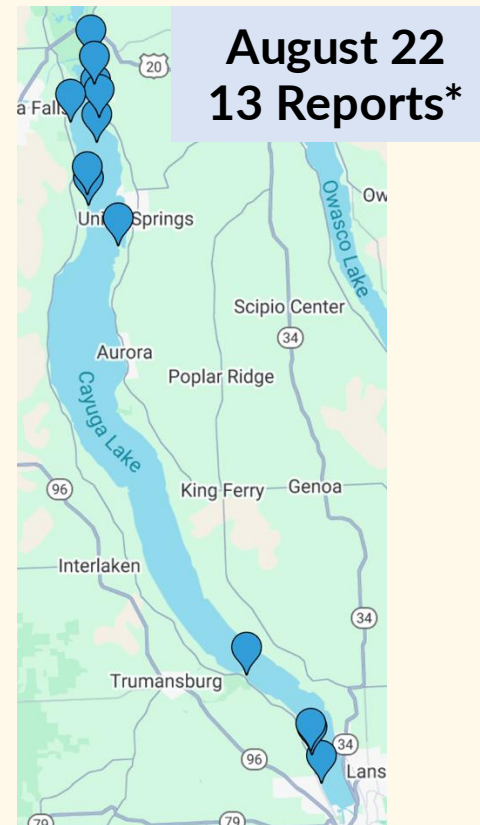 August 22
13 Reports*
20
a Falls
Springs
Owasco Lake
Scipio Center
34
Aurora
Poplar Ridge
Cayuga Lake
96
King Ferry
Genoa
Interlaken
34
Trumansburg
34
96
Lans
79
79